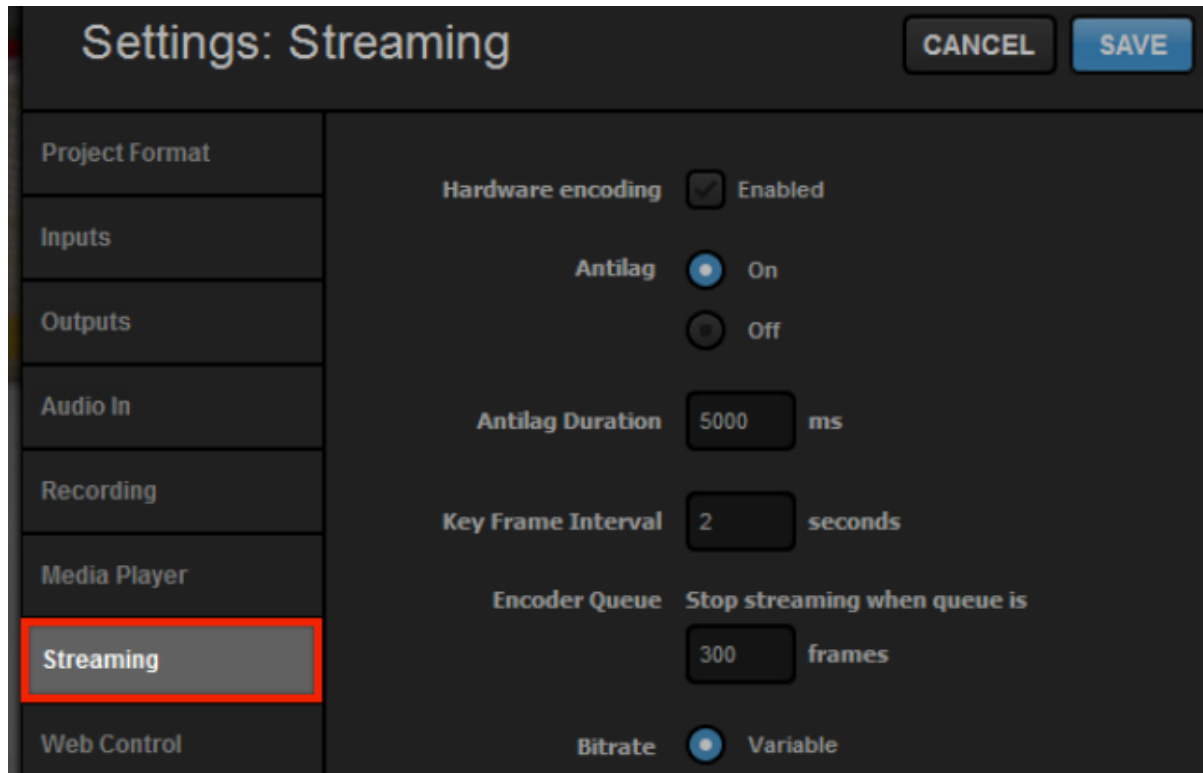 Settings: Streaming
CANCEL
SAVE
Project Format
Inputs
Outputs
Audio In
Recording
Media Player
Streaming
Web Control
Hardware encoding Enabled
Antilag On
Off
Antilag Duration 5000 ms
Key Frame Interval 2 seconds
Encoder Queue Stop streaming when queue is
300 frames
Bitrate Variable